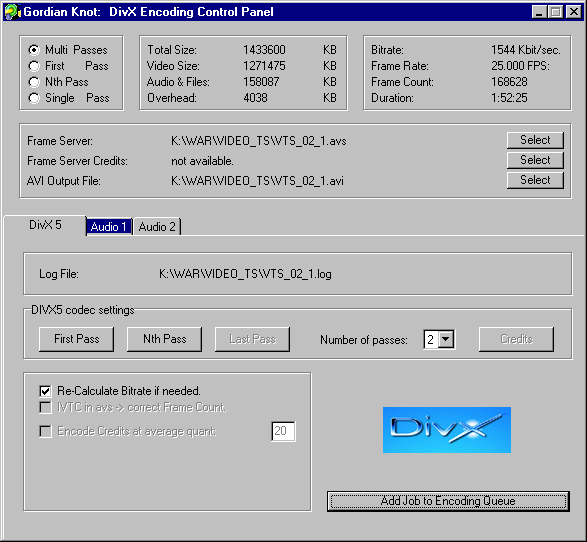 Gordian Knot: DivX Encoding Control Panel
Multi Passes
First Pass
Nth Pass
Single Pass
Total Size: 1433600 KB
Video Size: 1271475 KB
Audio & Files: 158087 KB
Overhead: 4038 KB
Bitrate: 1544 Kbit/sec.
Frame Rate: 25.000 FPS:
Frame Count: 168628
Duration: 1:52:25
Frame Server: K:\WAR\VIDEO_TS\VTS_02_1.avs Select
Frame Server Credits: not available. Select
AVI Output File: K:\WAR\VIDEO_TS\VTS_02_1.avi Select
DivX 5 Audio 1 Audio 2
Log File: K:\WAR\VIDEO_TS\VTS_02_1.log
DIVX5 codec settings
First Pass Nth Pass Last Pass Number of passes: 2 Credits
Re-Calculate Bitrate if needed.
IVTC in avs -> correct Frame Count.
Encode Credits at average quant: 20
DivX
Add Job to Encoding Queue